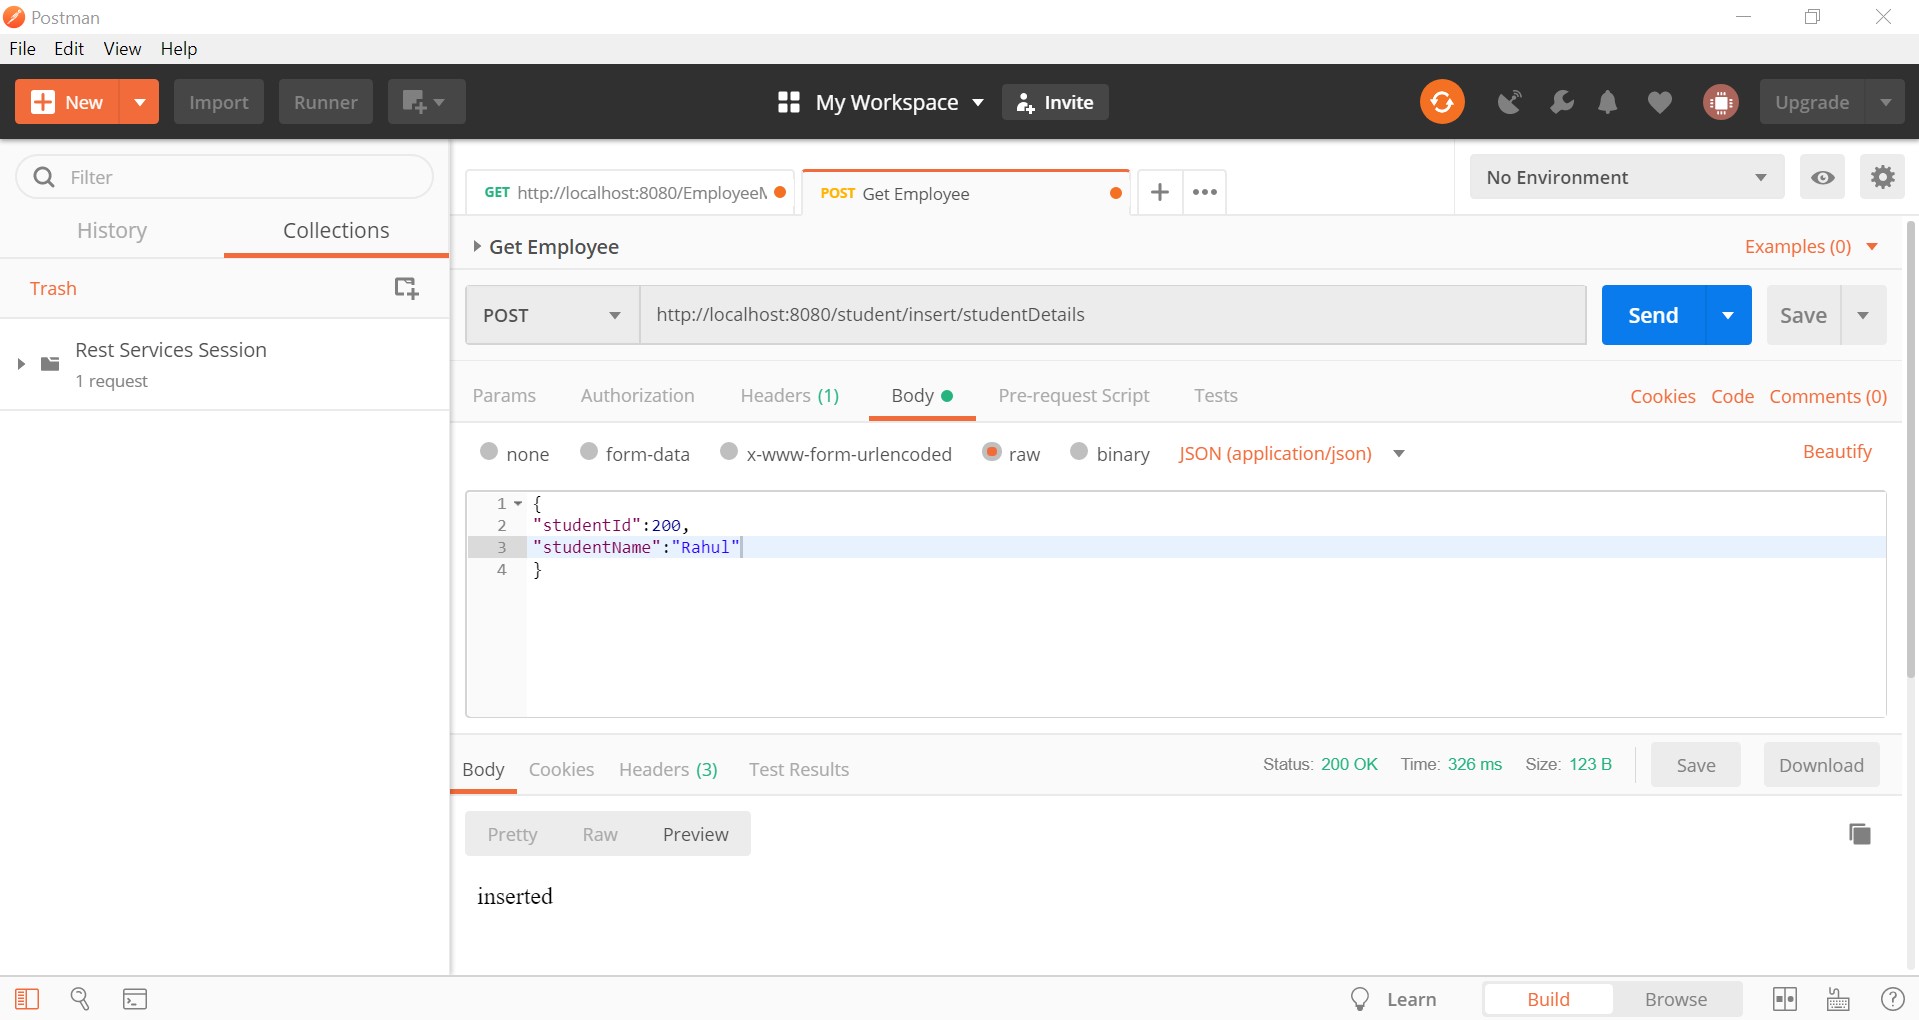 Postman
File Edit View Help
New Import Runner My Workspace Invite Upgrade
Filter
History Collections
Trash
Rest Services Session
1 request
GET http://localhost:8080/EmployeeM POST Get Employee No Environment
Get Employee Examples (0)
POST http://localhost:8080/student/insert/studentDetails Send Save
Params Authorization Headers (1) Body Pre-request Script Tests Cookies Code Comments (0)
none form-data x-www-form-urlencoded raw binary JSON (application/json) Beautify
1 {
2 "studentId":200,
3 "studentName":"Rahul"
4 }
Body Cookies Headers (3) Test Results Status: 200 OK Time: 326 ms Size: 123 B Save Download
Pretty Raw Preview
inserted
Learn Build Browse